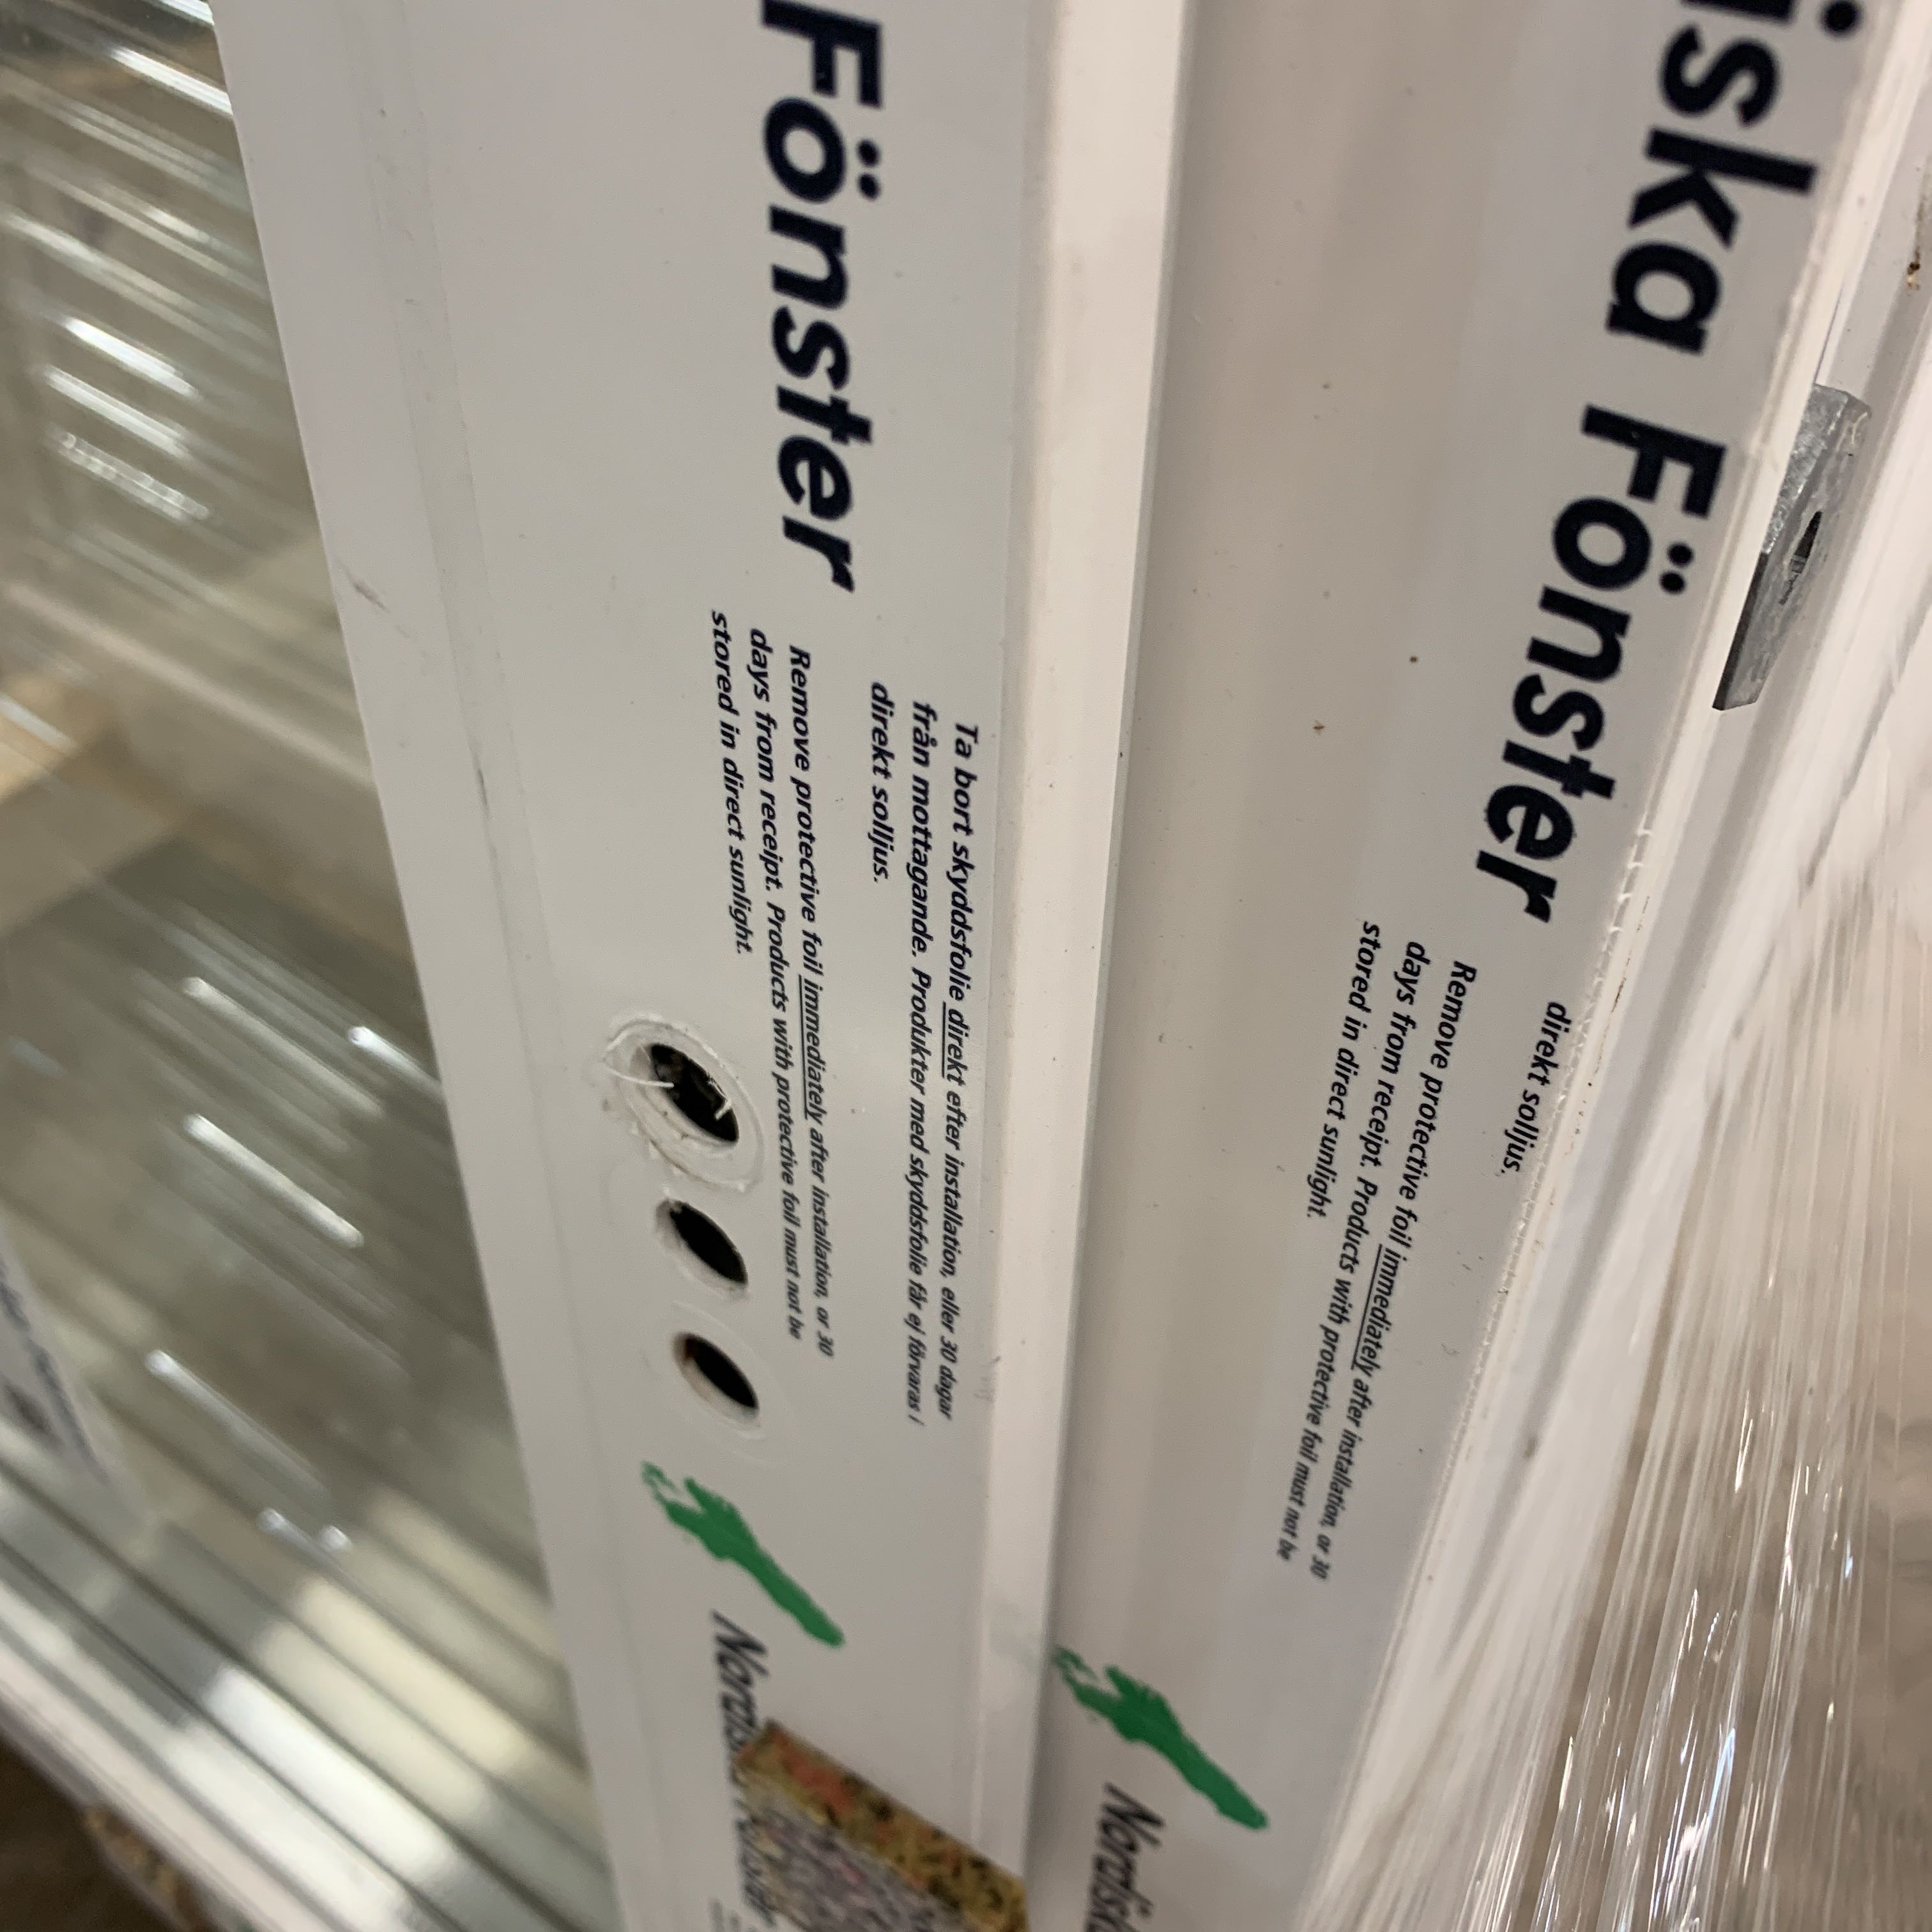 Fönster
Ta bort skyddsfolie direkt efter installation, eller 30 dagar
från mottagande. Produkter med skyddsfolie får ej förvaras i
direkt solljus.
Remove protective foil immediately after installation, or 30
days from receipt. Products with protective foil must not be
stored in direct sunlight.
iska Fönster
direkt solljus.
Remove protective foil immediately after installation, or 30
days from receipt. Products with protective foil must not be
stored in direct sunlight.